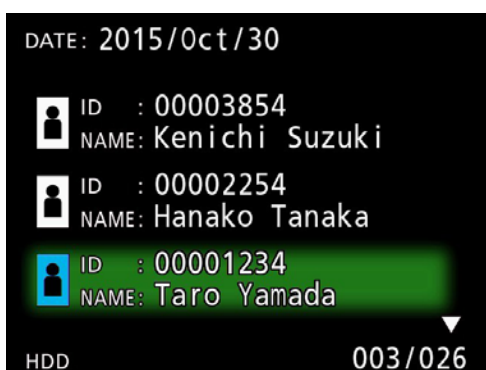 DATE: 2015/Oct/30
ID : 00003854
NAME: Kenichi Suzuki
ID : 00002254
NAME: Hanako Tanaka
ID : 00001234
NAME: Taro Yamada
HDD 003/026